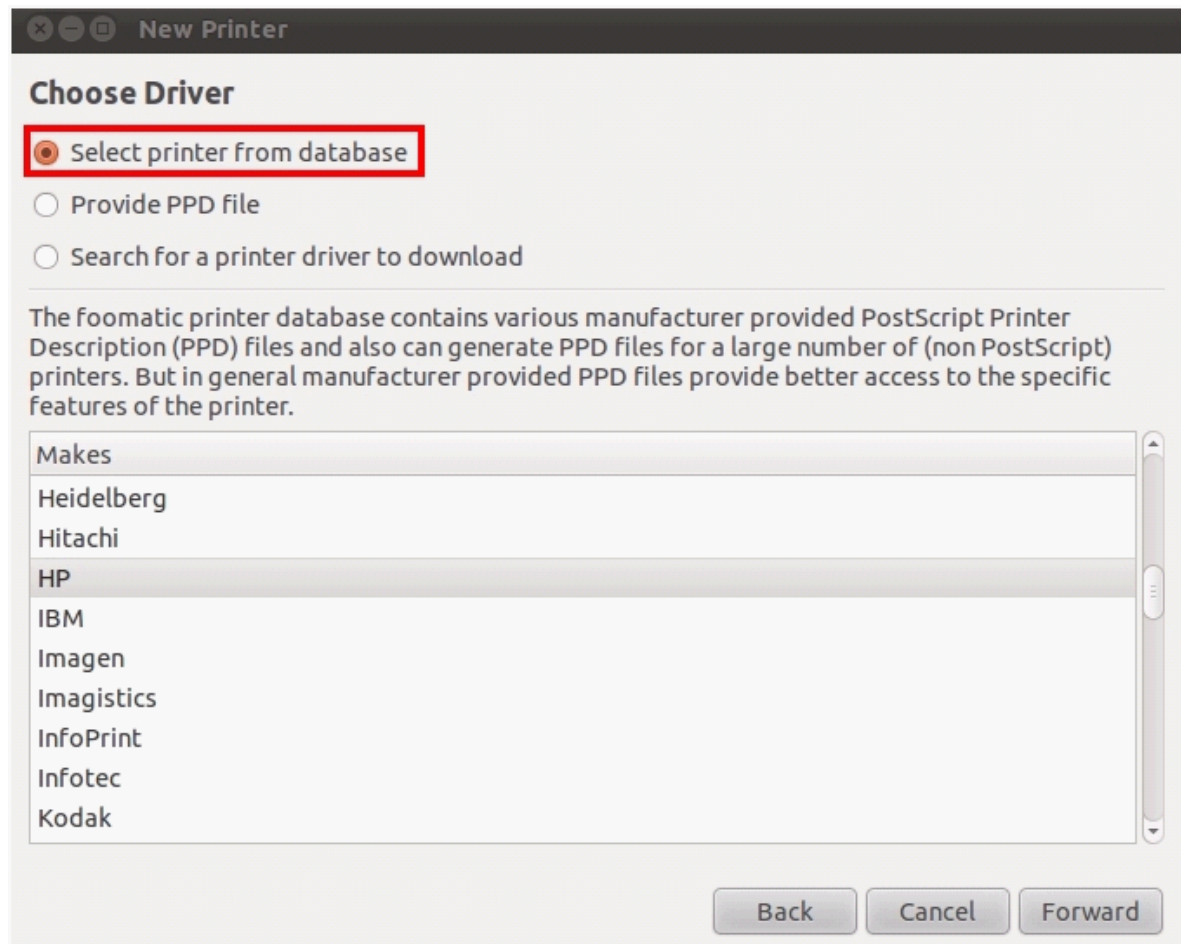 New Printer
Choose Driver
Select printer from database
Provide PPD file
Search for a printer driver to download
The foomatic printer database contains various manufacturer provided PostScript Printer
Description (PPD) files and also can generate PPD files for a large number of (non PostScript)
printers. But in general manufacturer provided PPD files provide better access to the specific
features of the printer.
Makes
Heidelberg
Hitachi
HP
IBM
Imagen
Imagistics
InfoPrint
Infotec
Kodak
Back Cancel Forward